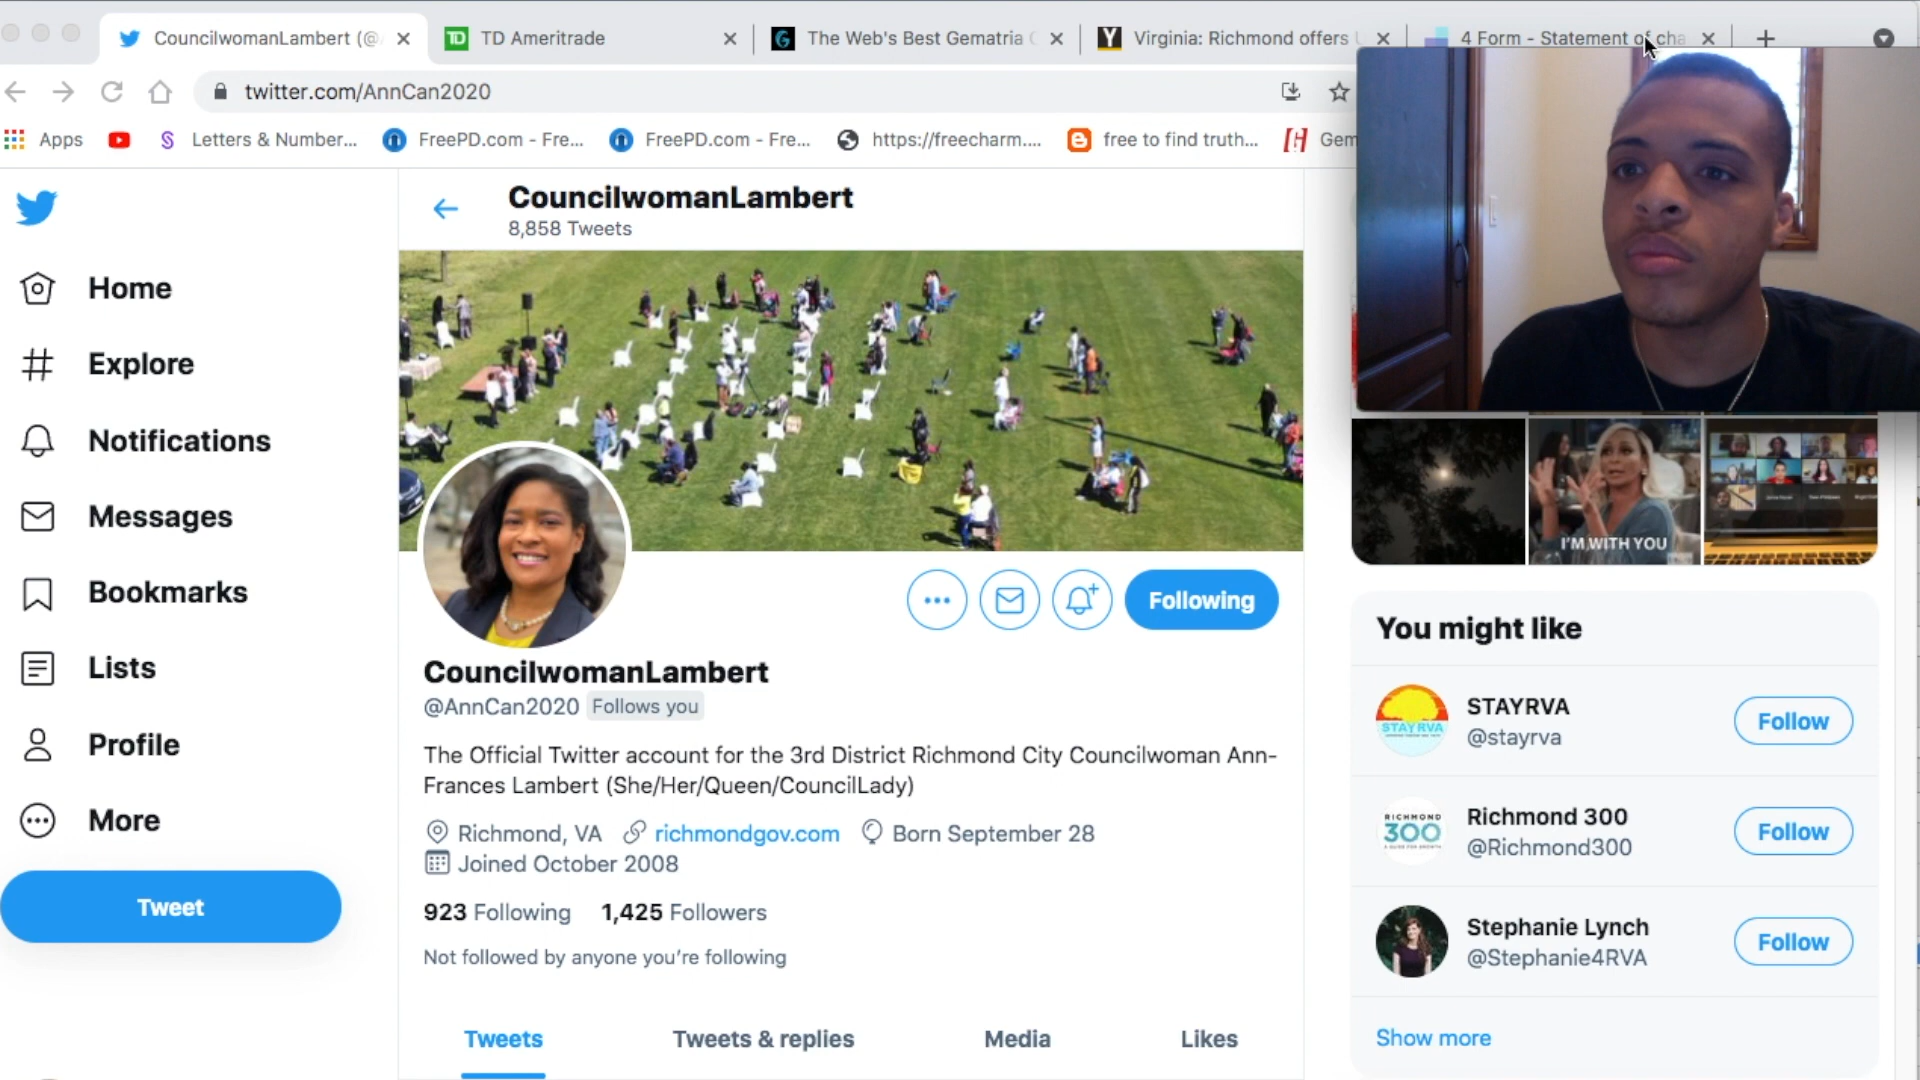 CouncilwomanLambert (@
TD Ameritrade
The Web's Best Gematria
Virginia: Richmond offers
4 Form - Statement of cha
twitter.com/AnnCan2020
Apps
Letters & Number...
FreePD.com - Fre...
FreePD.com - Fre...
https://freecharm....
free to find truth...
Gem
CouncilwomanLambert
8,858 Tweets
Home
Explore
Notifications
Messages
Bookmarks
Lists
Profile
More
Tweet
Following
CouncilwomanLambert
@AnnCan2020 Follows you
The Official Twitter account for the 3rd District Richmond City Councilwoman Ann-
Frances Lambert (She/Her/Queen/CouncilLady)
Richmond, VA richmondgov.com Born September 28
Joined October 2008
923 Following 1,425 Followers
Not followed by anyone you're following
Tweets
Tweets & replies
Media
Likes
I'M WITH YOU
You might like
STAY RVA
STAYRVA
@stayrva
Follow
RICHMOND
300
Richmond 300
@Richmond300
Follow
Stephanie Lynch
@Stephanie4RVA
Follow
Show more